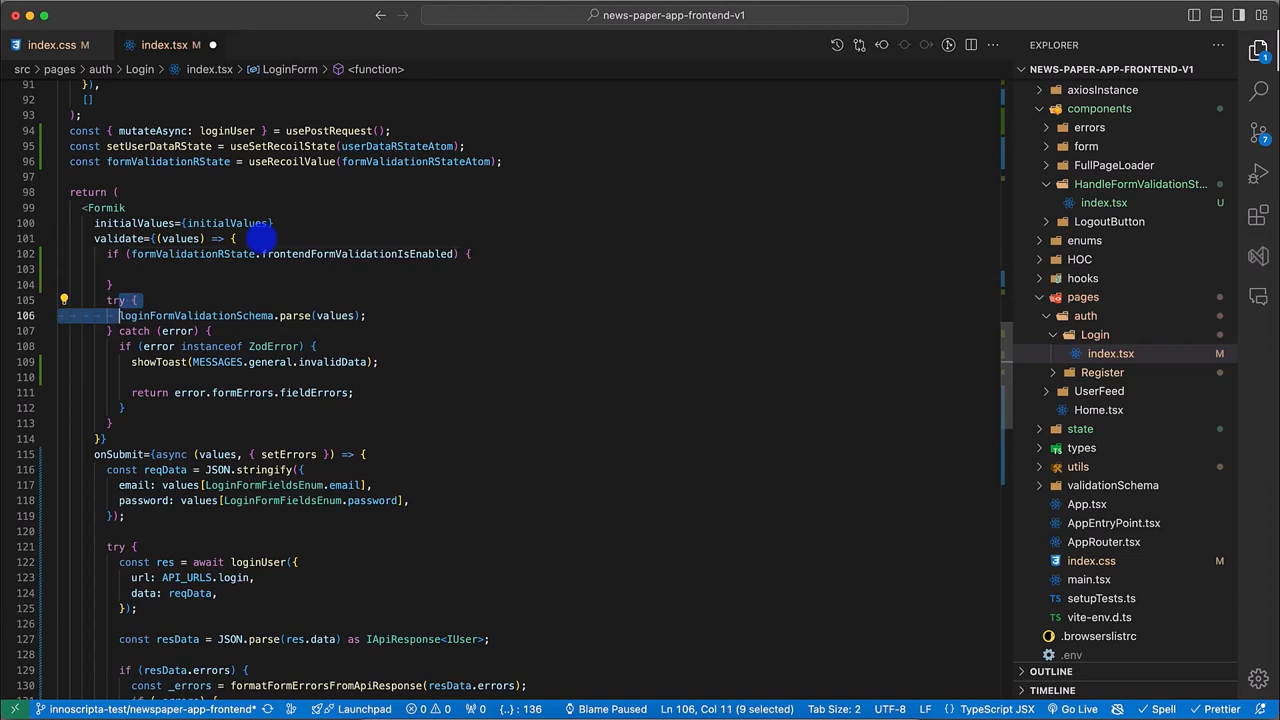 news-paper-app-frontend-v1
index.css M
index.tsx M
EXPLORER
src > pages > auth > Login > index.tsx > LoginForm > <function>
91 }),
92 []
93 );
94 const { mutateAsync: loginUser } = usePostRequest();
95 const setUserDataRState = useSetRecoilState(userDataRStateAtom);
96 const formValidationRState = useRecoilValue(formValidationRStateAtom);
97
98 return (
99 <Formik
100 initialValues={initialValues}
101 validate={(values) => {
102 if (formValidationRState.frontendFormValidationIsEnabled) {
103
104 }
105 try {
106 loginFormValidationSchema.parse(values);
107 } catch (error) {
108 if (error instanceof ZodError) {
109 showToast(MESSAGES.general.invalidData);
110
111 return error.formErrors.fieldErrors;
112 }
113 }
114 }}
115 onSubmit={async (values, { setErrors }) => {
116 const reqData = JSON.stringify({
117 email: values[LoginFormFieldsEnum.email],
118 password: values[LoginFormFieldsEnum.password],
119 });
120
121 try {
122 const res = await loginUser({
123 url: API_URLS.login,
124 data: reqData,
125 });
126
127 const resData = JSON.parse(res.data) as IApiResponse<IUser>;
128
129 if (resData.errors) {
130 const _errors = formatFormErrorsFromApiResponse(resData.errors);
NEWS-PAPER-APP-FRONTEND-V1
axiosInstance
components
errors
form
FullPageLoader
HandleFormValidationSt...
index.tsx U
LogoutButton
enums
HOC
hooks
pages
auth
Login
index.tsx M
Register
UserFeed
Home.tsx
state
types
utils
validationSchema
App.tsx
AppEntryPoint.tsx
AppRouter.tsx
index.css M
main.tsx
setupTests.ts
vite-env.d.ts
.browserslistrc
.env
OUTLINE
TIMELINE
1
7
1
innoscripta-test/newspaper-app-frontend* Launchpad 0 0 0 {..} : 136 Blame Paused Ln 106, Col 11 (9 selected) Tab Size: 2 UTF-8 LF TypeScript JSX Go Live Spell Prettier